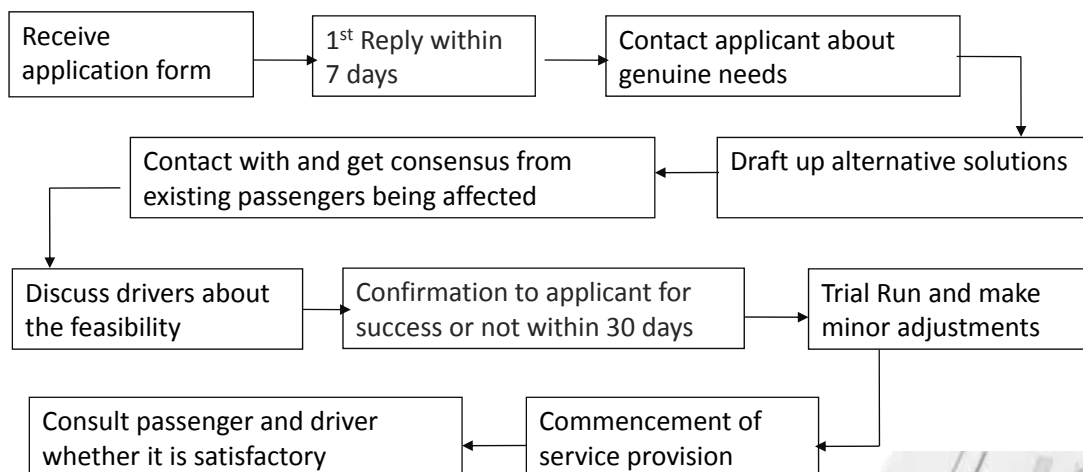 Receive
application form
1st Reply within
7 days
Contact applicant about
genuine needs
Draft up alternative solutions
Contact with and get consensus from
existing passengers being affected
Discuss drivers about
the feasibility
Confirmation to applicant for
success or not within 30 days
Trial Run and make
minor adjustments
Commencement of
service provision
Consult passenger and driver
whether it is satisfactory